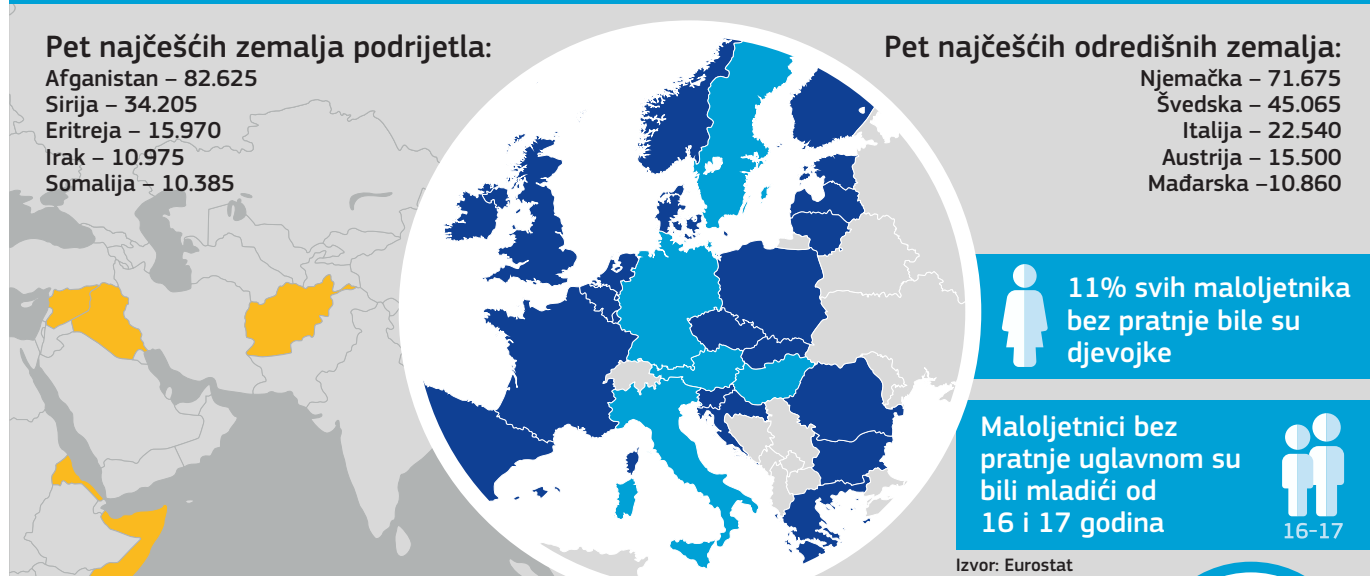 Pet najčešćih zemalja podrijetla:
Afganistan – 82.625
Sirija – 34.205
Eritreja – 15.970
Irak – 10.975
Somalija – 10.385
Pet najčešćih odredišnih zemalja:
Njemačka – 71.675
Švedska – 45.065
Italija – 22.540
Austrija – 15.500
Mađarska –10.860
11% svih maloljetnika
bez pratnje bile su
djevojke
Maloljetnici bez
pratnje uglavnom su
bili mladići od
16 i 17 godina
16-17
Izvor: Eurostat